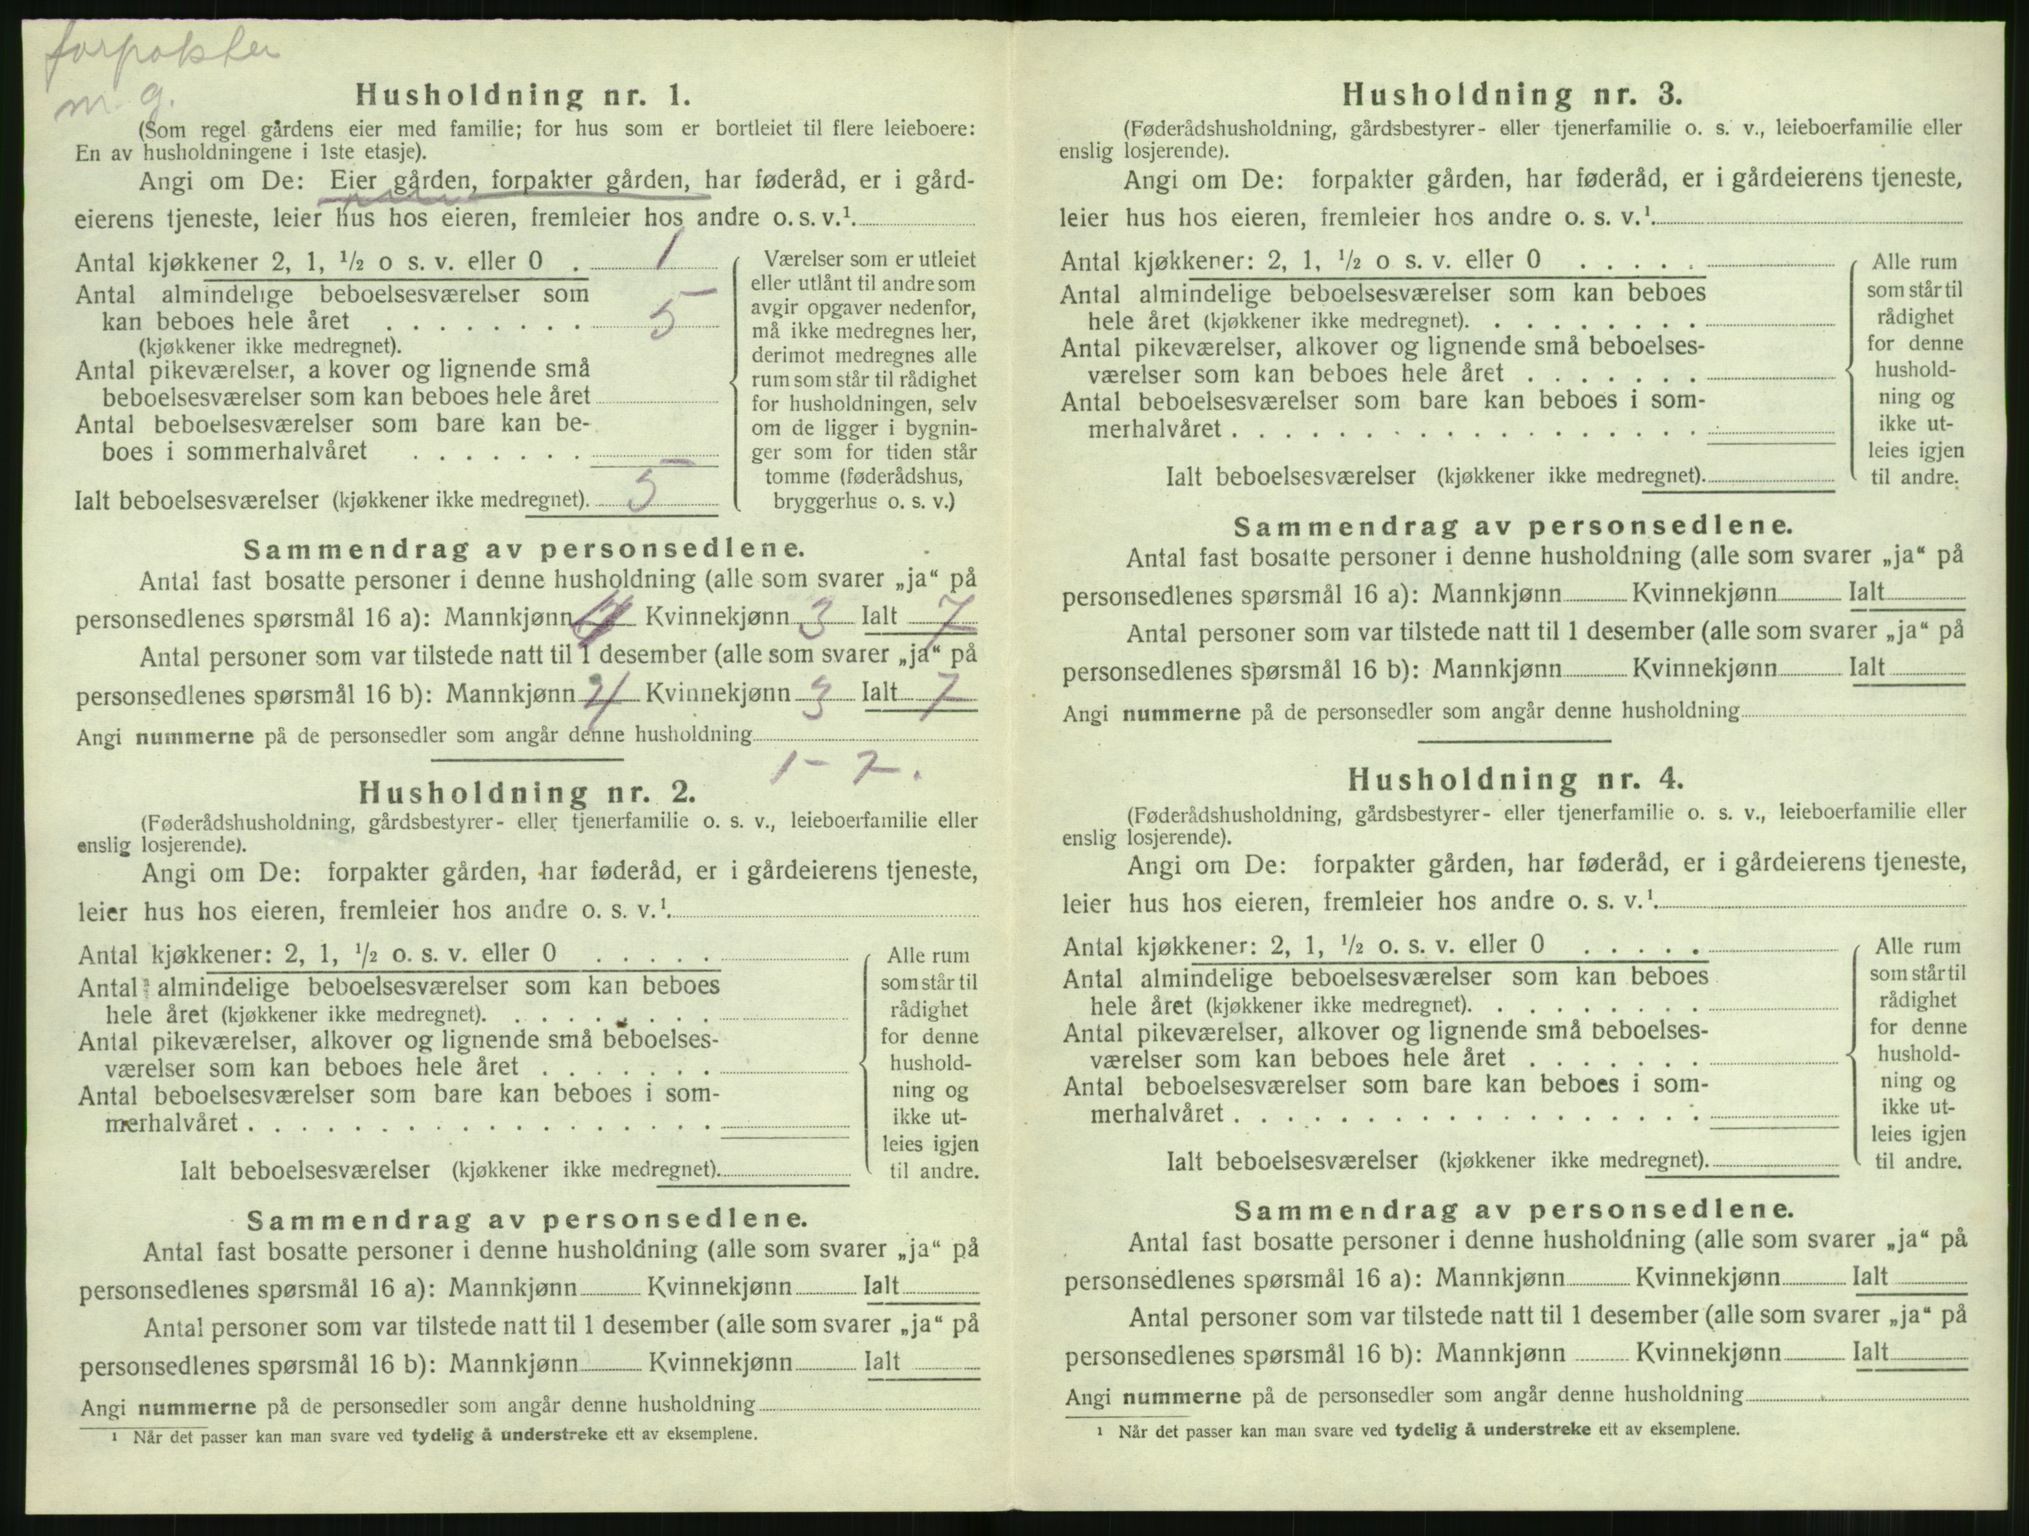 forpakter
m. g.
Husholdning nr. 1.
(Som regel gårdens eier med familie; for hus som er bortleiet til flere leieboere:
En av husholdningene i 1ste etasje).
Angi om De: Eier gården, forpakter gården, har føderåd, er i gård-
eierens tjeneste, leier hus hos eieren, fremleier hos andre o. s. v.¹.
Antal kjøkkener 2, 1, ½ o s. v. eller 0 . 1
Antal almindelige beboelsesværelser som
kan beboes hele året . . . . . . . . 5
(kjøkkener ikke medregnet).
Antal pikeværelser, a kover og lignende små
beboelsesværelser som kan beboes hele året
Antal beboelsesværelser som bare kan be-
boes i sommerhalvåret . . . . . . .
Ialt beboelsesværelser (kjøkkener ikke medregnet). 5
Værelser som er utleiet
eller utlånt til andre som
avgir opgaver nedenfor,
må ikke medregnes her,
derimot medregnes alle
rum som står til rådighet
for husholdningen, selv
om de ligger i bygnin-
ger som for tiden står
tomme (føderådshus,
bryggerhus o. s. v.)
Sammendrag av personsedlene.
Antal fast bosatte personer i denne husholdning (alle som svarer „ja“ på
personsedlenes spørsmål 16 a): Mannkjønn Kvinnekjønn 3 Ialt 7
Antal personer som var tilstede natt til 1 desember (alle som svarer „ja“ på
personsedlenes spørsmål 16 b): Mannkjønn 4 Kvinnekjønn 3 Ialt 7
Angi nummerne på de personsedler som angår denne husholdning
1-7.
Husholdning nr. 2.
(Føderådshusholdning, gårdsbestyrer- eller tjenerfamilie o. s. v., leieboerfamilie eller
enslig losjerende).
Angi om De: forpakter gården, har føderåd, er i gårdeierens tjeneste,
leier hus hos eieren, fremleier hos andre o. s. v.¹.
Antal kjøkkener: 2, 1, ½ o. s. v. eller 0 . . . . .
Antal almindelige beboelsesværelser som kan beboes
hele året (kjøkkener ikke medregnet). . . . . . . . .
Antal pikeværelser, alkover og lignende små beboelses-
værelser som kan beboes hele året . . . . . . .
Antal beboelsesværelser som bare kan beboes i som-
merhalvåret . . . . . . . . . . . . . . . . . .
Ialt beboelsesværelser (kjøkkener ikke medregnet).
Alle rum
som står til
rådighet
for denne
hushold-
ning og
ikke ut-
leies igjen
til andre.
Sammendrag av personsedlene.
Antal fast bosatte personer i denne husholdning (alle som svarer „ja“ på
personsedlenes spørsmål 16 a): Mannkjønn Kvinnekjønn Ialt
Antal personer som var tilstede natt til 1 desember (alle som svarer „ja“ på
personsedlenes spørsmål 16 b): Mannkjønn Kvinnekjønn Ialt
Angi nummerne på de personsedler som angår denne husholdning
¹ Når det passer kan man svare ved tydelig å understreke ett av eksemplene.
Husholdning nr. 3.
(Føderådshusholdning, gårdsbestyrer- eller tjenerfamilie o. s. v., leieboerfamilie eller
enslig losjerende).
Angi om De: forpakter gården, har føderåd, er i gårdeierens tjeneste,
leier hus hos eieren, fremleier hos andre o. s. v.¹.
Antal kjøkkener: 2, 1, ½ o s. v. eller 0 . . . . .
Antal almindelige beboelsesværelser som kan beboes
hele året (kjøkkener ikke medregnet). . . . . . . . .
Antal pikeværelser, alkover og lignende små beboelses-
værelser som kan beboes hele året . . . . . . .
Antal beboelsesværelser som bare kan beboes i som-
merhalvåret . . . . . . . . . . . . . . . . . .
Ialt beboelsesværelser (kjøkkener ikke medregnet).
Alle rum
som står til
rådighet
for denne
hushold-
ning og
ikke ut-
leies igjen
til andre.
Sammendrag av personsedlene.
Antal fast bosatte personer i denne husholdning (alle som svarer „ja“ på
personsedlenes spørsmål 16 a): Mannkjønn Kvinnekjønn Ialt
Antal personer som var tilstede natt til 1 desember (alle som svarer „ja“ på
personsedlenes spørsmål 16 b): Mannkjønn Kvinnekjønn Ialt
Angi nummerne på de personsedler som angår denne husholdning
Husholdning nr. 4.
(Føderådshusholdning, gårdsbestyrer- eller tjenerfamilie o. s. v., leieboerfamilie eller
enslig losjerende).
Angi om De: forpakter gården, har føderåd, er i gårdeierens tjeneste,
leier hus hos eieren, fremleier hos andre o. s. v.¹.
Antal kjøkkener: 2, 1, ½ o. s. v. eller 0 . . . . .
Antal almindelige beboelsesværelser som kan beboes
hele året (kjøkkener ikke medregnet). . . . . . . . .
Antal pikeværelser, alkover og lignende små beboelses-
værelser som kan beboes hele året . . . . . . .
Antal beboelsesværelser som bare kan beboes i som-
merhalvåret . . . . . . . . . . . . . . . . . .
Ialt beboelsesværelser (kjøkkener ikke medregnet).
Alle rum
som står til
rådighet
for denne
hushold-
ning og
ikke ut-
leies igjen
til andre.
Sammendrag av personsedlene.
Antal fast bosatte personer i denne husholdning (alle som svarer „ja“ på
personsedlenes spørsmål 16 a): Mannkjønn Kvinnekjønn Ialt
Antal personer som var tilstede natt til 1 desember (alle som svarer „ja“ på
personsedlenes spørsmål 16 b): Mannkjønn Kvinnekjønn Ialt
Angi nummerne på de personsedler som angår denne husholdning
¹ Når det passer kan man svare ved tydelig å understreke ett av eksemplene.